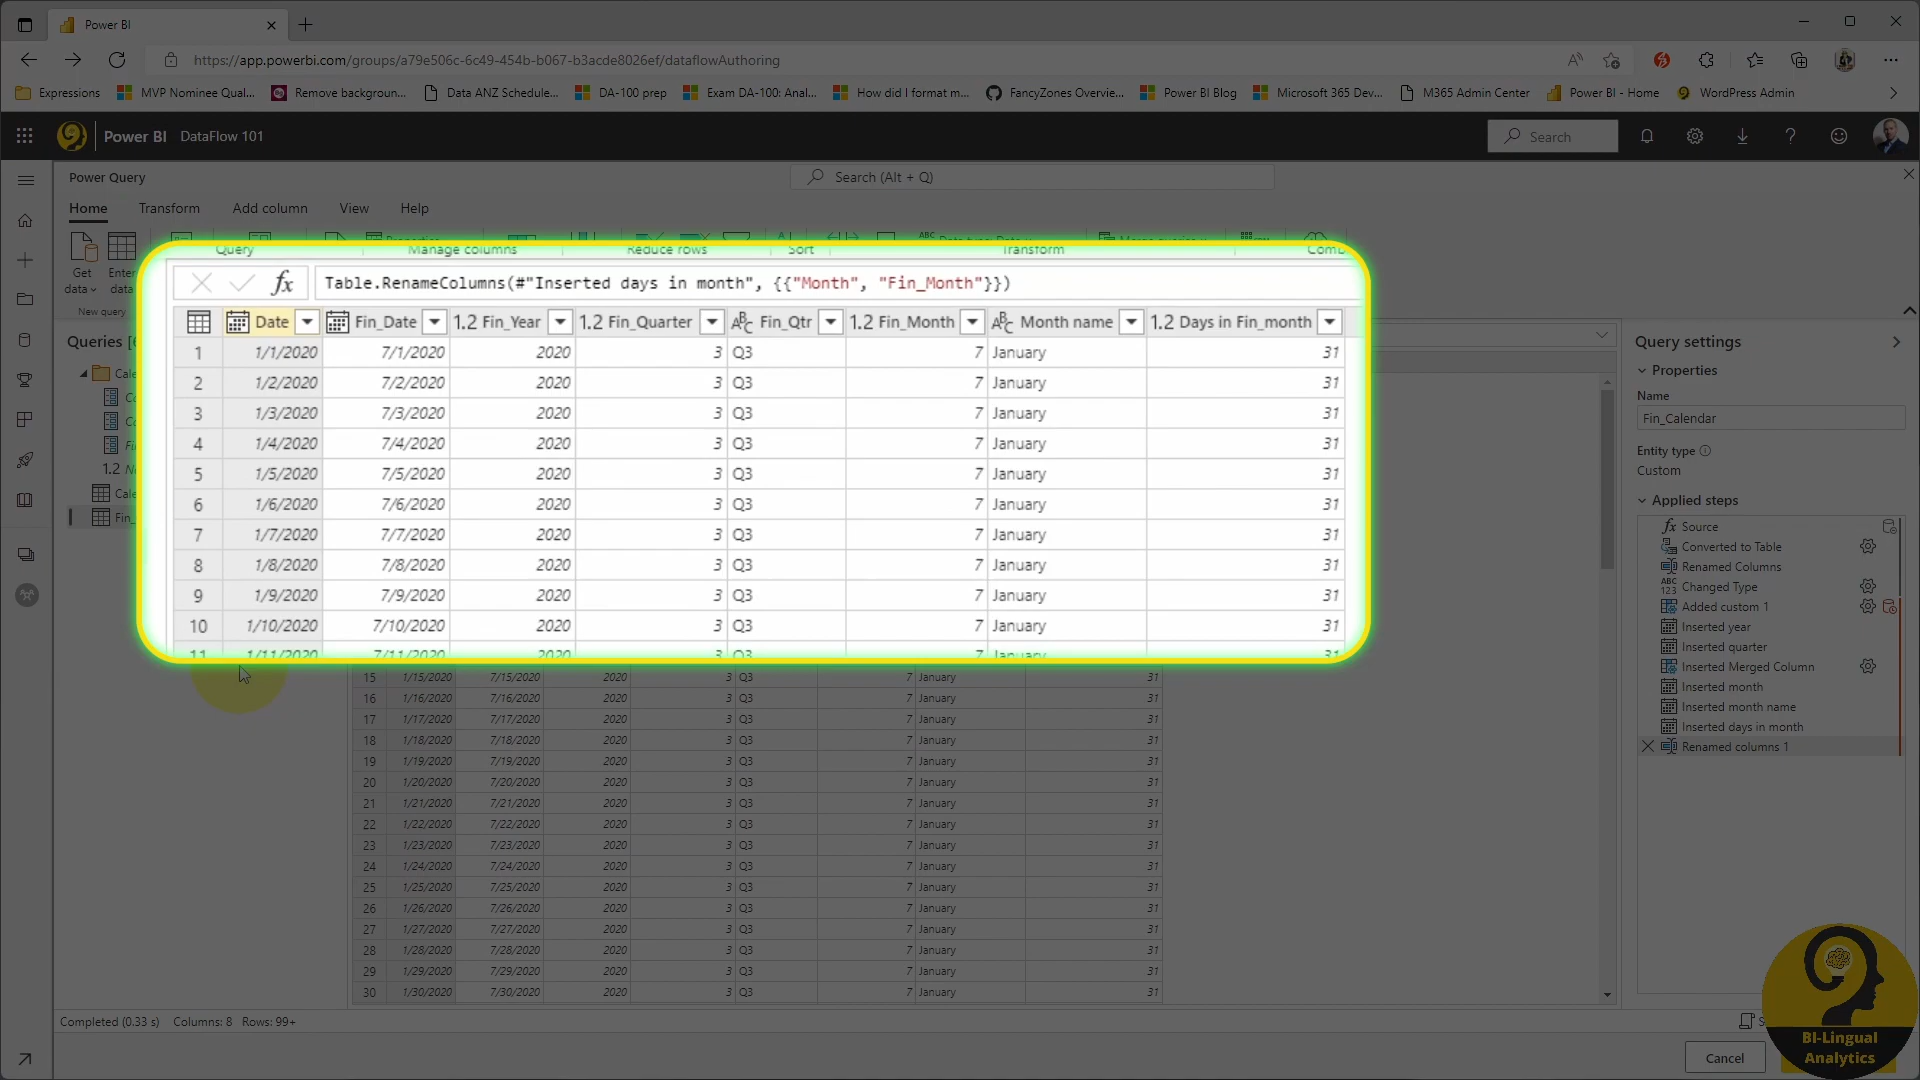 Power BI
https://app.powerbi.com/groups/a79e506c-6c49-454b-b067-b3acde8026ef/dataflowAuthoring
Expressions MVP Nominee Qual... Remove backgroun... Data ANZ Schedule... DA-100 prep Exam DA-100: Anal... How did I format m... FancyZones Overvie... Power BI Blog Microsoft 365 Dev... M365 Admin Center Power BI - Home WordPress Admin
Power BI DataFlow 101 Search
Power Query Search (Alt + Q)
Home Transform Add column View Help
Get data
Enter data
New query
Query Manage columns Reduce rows Sort Transform
Table.RenameColumns(#"Inserted days in month", {{"Month", "Fin_Month"}})
Date Fin_Date 1.2 Fin_Year 1.2 Fin_Quarter Fin_Qtr 1.2 Fin_Month Month name 1.2 Days in Fin_month
1 1/1/2020 7/1/2020 2020 3 Q3 7 January 31
2 1/2/2020 7/2/2020 2020 3 Q3 7 January 31
3 1/3/2020 7/3/2020 2020 3 Q3 7 January 31
4 1/4/2020 7/4/2020 2020 3 Q3 7 January 31
5 1/5/2020 7/5/2020 2020 3 Q3 7 January 31
6 1/6/2020 7/6/2020 2020 3 Q3 7 January 31
7 1/7/2020 7/7/2020 2020 3 Q3 7 January 31
8 1/8/2020 7/8/2020 2020 3 Q3 7 January 31
9 1/9/2020 7/9/2020 2020 3 Q3 7 January 31
10 1/10/2020 7/10/2020 2020 3 Q3 7 January 31
11 1/11/2020 7/11/2020 2020 3 Q3 7 January 31
15 1/15/2020 7/15/2020 2020 3 Q3 7 January 31
16 1/16/2020 7/16/2020 2020 3 Q3 7 January 31
17 1/17/2020 7/17/2020 2020 3 Q3 7 January 31
18 1/18/2020 7/18/2020 2020 3 Q3 7 January 31
19 1/19/2020 7/19/2020 2020 3 Q3 7 January 31
20 1/20/2020 7/20/2020 2020 3 Q3 7 January 31
21 1/21/2020 7/21/2020 2020 3 Q3 7 January 31
22 1/22/2020 7/22/2020 2020 3 Q3 7 January 31
23 1/23/2020 7/23/2020 2020 3 Q3 7 January 31
24 1/24/2020 7/24/2020 2020 3 Q3 7 January 31
25 1/25/2020 7/25/2020 2020 3 Q3 7 January 31
26 1/26/2020 7/26/2020 2020 3 Q3 7 January 31
27 1/27/2020 7/27/2020 2020 3 Q3 7 January 31
28 1/28/2020 7/28/2020 2020 3 Q3 7 January 31
29 1/29/2020 7/29/2020 2020 3 Q3 7 January 31
30 1/30/2020 7/30/2020 2020 3 Q3 7 January 31
Queries
Query settings
Properties
Name
Fin_Calendar
Entity type
Custom
Applied steps
Source
Converted to Table
Renamed Columns
Changed Type
Added custom 1
Inserted year
Inserted quarter
Inserted Merged Column
Inserted month
Inserted month name
Inserted days in month
Renamed columns 1
Completed (0.33 s) Columns: 8 Rows: 99+
Cancel
BI-Lingual
Analytics